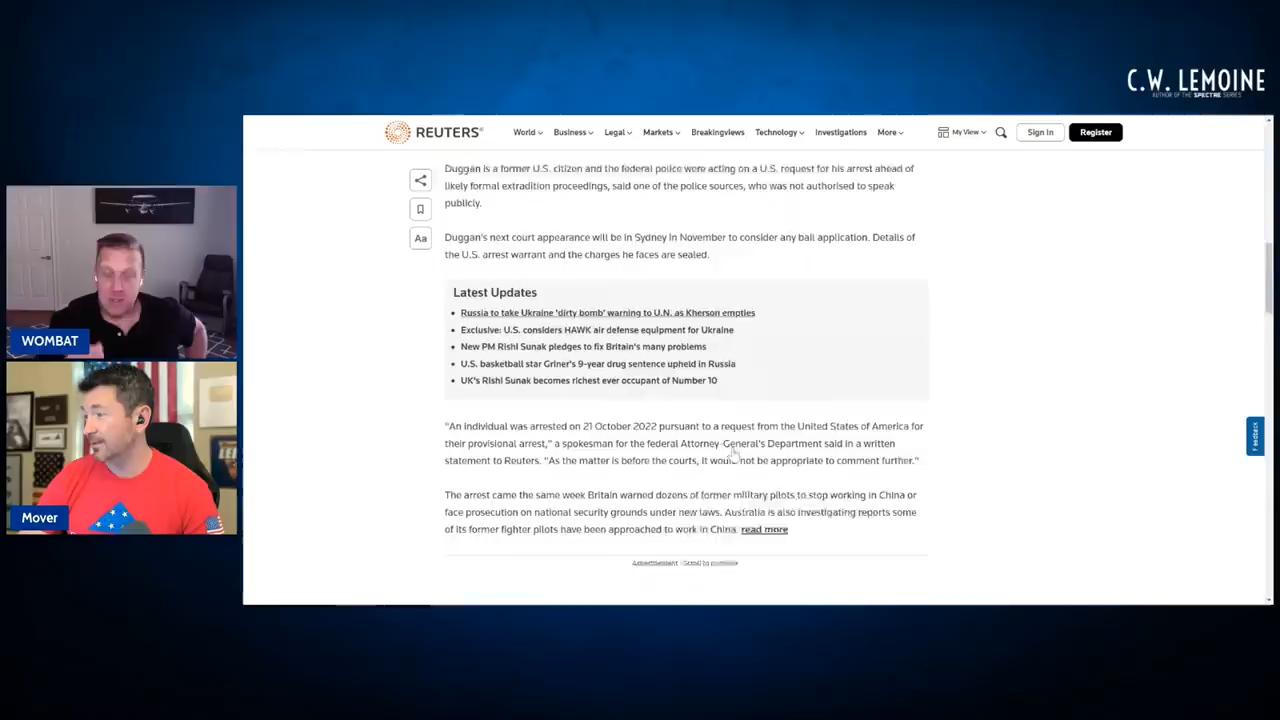 C.W. LEMOINE
AUTHOR OF THE SPECTRE SERIES
REUTERS
World
Business
Legal
Markets
Breakingviews
Technology
Investigations
More
My View
Sign In
Register
Duggan is a former U.S. citizen and the federal police were acting on a U.S. request for his arrest ahead of
likely formal extradition proceedings, said one of the police sources, who was not authorised to speak
publicly.
Aa
Duggan's next court appearance will be in Sydney in November to consider any bail application. Details of
the U.S. arrest warrant and the charges he faces are sealed.
Latest Updates
Russia to take Ukraine 'dirty bomb' warning to U.N. as Kherson empties
Exclusive: U.S. considers HAWK air defense equipment for Ukraine
New PM Rishi Sunak pledges to fix Britain's many problems
U.S. basketball star Griner's 9-year drug sentence upheld in Russia
UK's Rishi Sunak becomes richest ever occupant of Number 10
"An individual was arrested on 21 October 2022 pursuant to a request from the United States of America for
their provisional arrest," a spokesman for the federal Attorney-General's Department said in a written
statement to Reuters. "As the matter is before the courts, it would not be appropriate to comment further."
The arrest came the same week Britain warned dozens of former military pilots to stop working in China or
face prosecution on national security grounds under new laws. Australia is also investigating reports some
of its former fighter pilots have been approached to work in China. read more
Advertisement · Scroll to continue
Feedback
WOMBAT
Mover